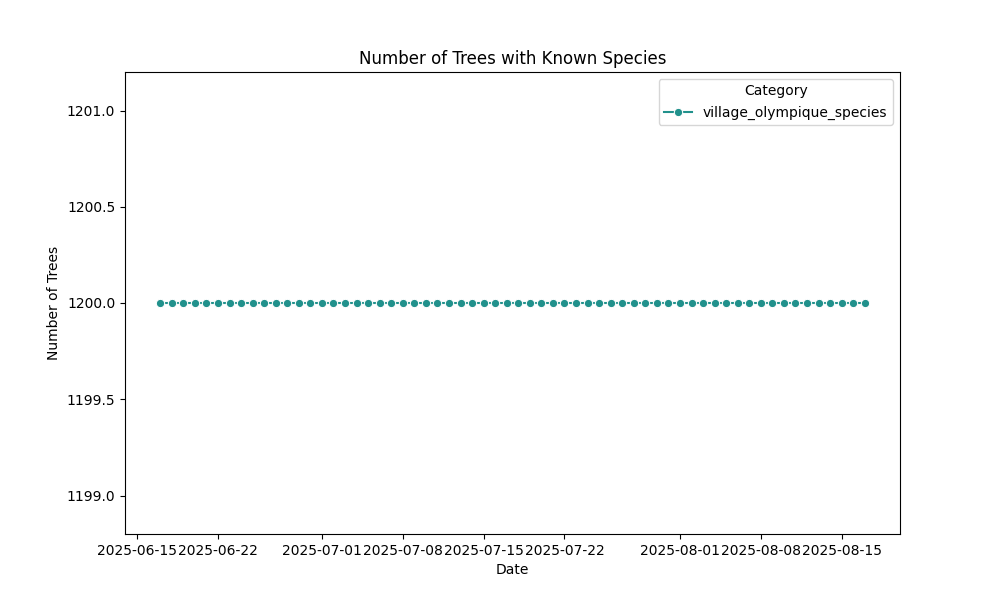 Number of Trees with Known Species
Category
village_olympique_species
1201.0
1200.5
1200.0
1199.5
1199.0
Number of Trees
2025-06-15 2025-06-22 2025-07-01 2025-07-08 2025-07-15 2025-07-22 2025-08-01 2025-08-08 2025-08-15
Date